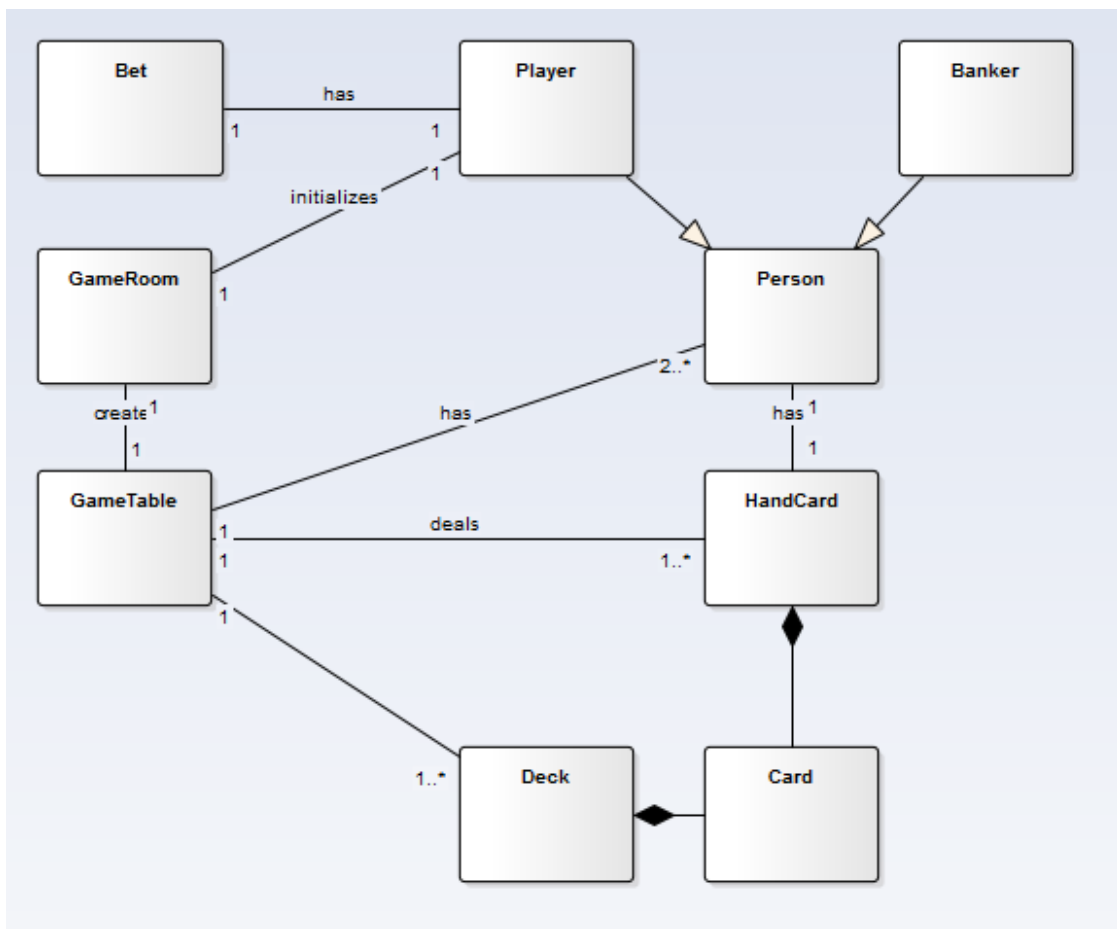 Bet
Player
Banker
has
1
1
1
initializes
GameRoom
1
Person
2..*
create
1
has
has
1
1
1
GameTable
HandCard
1
deals
1
1..*
1
1..*
Deck
Card